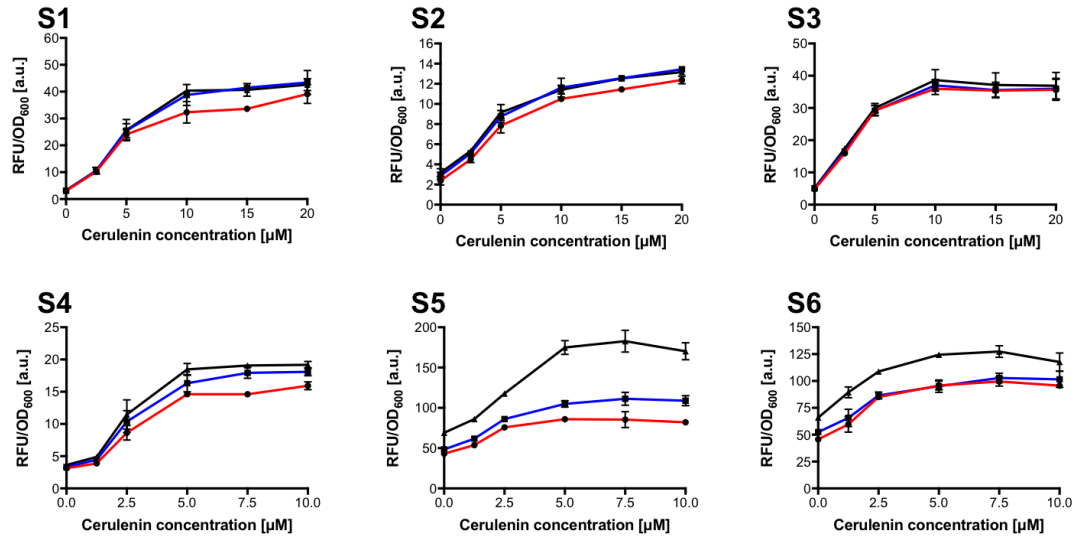 S1
RFU/OD600 [a.u.]
60
50
40
30
20
10
0
0 5 10 15 20
Cerulenin concentration [µM]
S2
RFU/OD600 [a.u.]
16
14
12
10
8
6
4
2
0
0 5 10 15 20
Cerulenin concentration [µM]
S3
RFU/OD600 [a.u.]
50
40
30
20
10
0
0 5 10 15 20
Cerulenin concentration [µM]
S4
RFU/OD600 [a.u.]
25
20
15
10
5
0
0.0 2.5 5.0 7.5 10.0
Cerulenin concentration [µM]
S5
RFU/OD600 [a.u.]
200
150
100
50
0
0.0 2.5 5.0 7.5 10.0
Cerulenin concentration [µM]
S6
RFU/OD600 [a.u.]
150
125
100
75
50
25
0
0.0 2.5 5.0 7.5 10.0
Cerulenin concentration [µM]